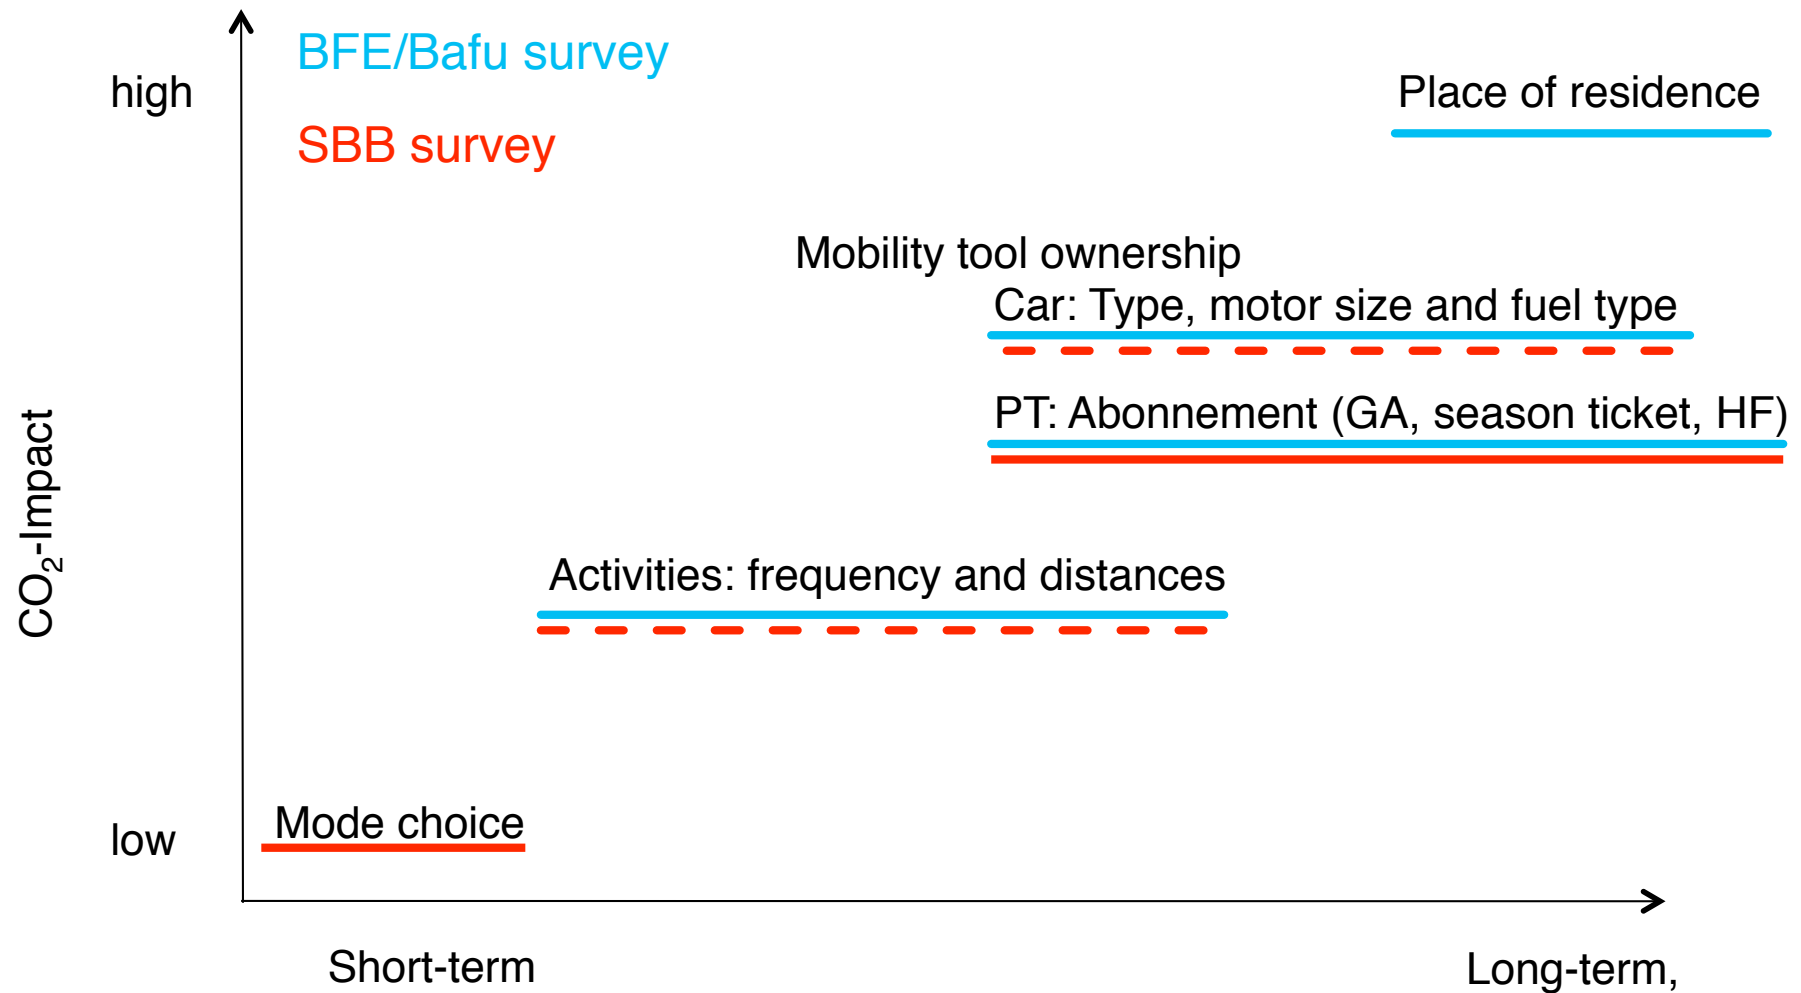 BFE/Bafu survey
high
Place of residence
SBB survey
Mobility tool ownership
Car: Type, motor size and fuel type
PT: Abonnement (GA, season ticket, HF)
CO₂-Impact
Activities: frequency and distances
Mode choice
low
Short-term
Long-term,